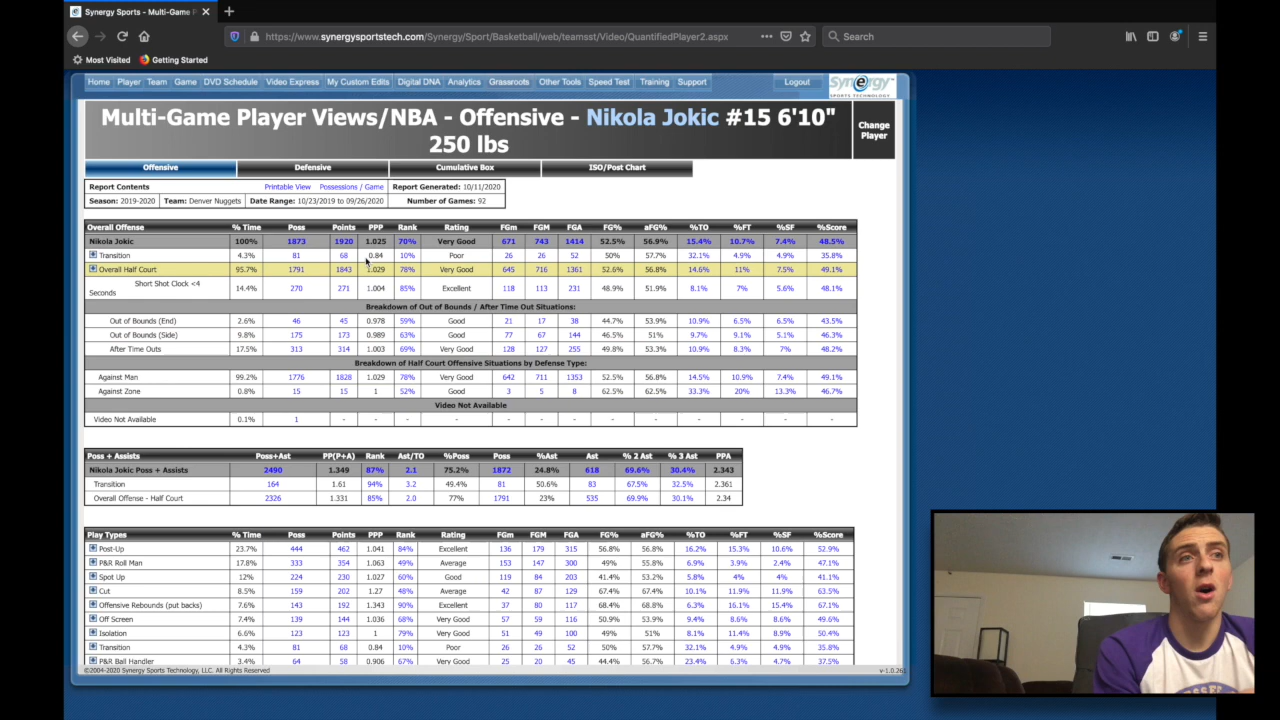 Synergy Sports - Multi-Game P
https://www.synergysportstech.com/Synergy/Sport/Basketball/web/teamsst/Video/QuantifiedPlayer2.aspx
Search
Most Visited Getting Started
Home Player Team Game DVD Schedule Video Express My Custom Edits Digital DNA Analytics Grassroots Other Tools Speed Test Training Support Logout Synergy
SPORTS TECHNOLOGY
Multi-Game Player Views/NBA - Offensive - Nikola Jokic #15 6'10"
250 lbs
Change
Player
Offensive Defensive Cumulative Box ISO/Post Chart
Report Contents Printable View Possessions / Game Report Generated: 10/11/2020
Season: 2019-2020 Team: Denver Nuggets Date Range: 10/23/2019 to 09/26/2020 Number of Games: 92
Overall Offense % Time Poss Points PPP Rank Rating FGm FGM FGA FG% aFG% %TO %FT %SF %Score
Nikola Jokic 100% 1873 1920 1.025 70% Very Good 671 743 1414 52.5% 56.9% 15.4% 10.7% 7.4% 48.5%
Transition 4.3% 81 68 0.84 10% Poor 26 26 52 50% 57.7% 32.1% 4.9% 4.9% 35.8%
Overall Half Court 95.7% 1791 1843 1.029 78% Very Good 645 716 1361 52.6% 56.8% 14.6% 11% 7.5% 49.1%
Short Shot Clock <4
Seconds 14.4% 270 271 1.004 85% Excellent 118 113 231 48.9% 51.9% 8.1% 7% 5.6% 48.1%
Breakdown of Out of Bounds / After Time Out Situations:
Out of Bounds (End) 2.6% 46 45 0.978 59% Good 21 17 38 44.7% 53.9% 10.9% 6.5% 6.5% 43.5%
Out of Bounds (Side) 9.8% 175 173 0.989 63% Good 77 67 144 46.5% 51% 9.7% 9.1% 5.1% 46.3%
After Time Outs 17.5% 313 314 1.003 69% Very Good 128 127 255 49.8% 53.3% 10.9% 8.3% 7% 48.2%
Breakdown of Half Court Offensive Situations by Defense Type:
Against Man 99.2% 1776 1828 1.029 78% Very Good 642 711 1353 52.5% 56.8% 14.5% 10.9% 7.4% 49.1%
Against Zone 0.8% 15 15 1 52% Good 3 5 8 62.5% 62.5% 33.3% 20% 13.3% 46.7%
Video Not Available
Video Not Available 0.1% 1 - - - - - - - - - - - - -
Poss + Assists Poss+Ast PP(P+A) Rank Ast/TO %Poss Poss %Ast Ast % 2 Ast % 3 Ast PPA
Nikola Jokic Poss + Assists 2490 1.349 87% 2.1 75.2% 1872 24.8% 618 69.6% 30.4% 2.343
Transition 164 1.61 94% 3.2 49.4% 81 50.6% 83 67.5% 32.5% 2.361
Overall Offense - Half Court 2326 1.331 85% 2.0 77% 1791 23% 535 69.9% 30.1% 2.34
Play Types % Time Poss Points PPP Rank Rating FGm FGM FGA FG% aFG% %TO %FT %SF %Score
Post-Up 23.7% 444 462 1.041 84% Excellent 136 179 315 56.8% 56.8% 16.2% 15.3% 10.6% 52.9%
P&R Roll Man 17.8% 333 354 1.063 49% Average 153 147 300 49% 55.8% 6.9% 3.9% 2.4% 47.1%
Spot Up 12% 224 230 1.027 60% Good 119 84 203 41.4% 53.2% 5.8% 4% 4% 41.1%
Cut 8.5% 159 202 1.27 48% Average 42 87 129 67.4% 67.4% 10.1% 11.9% 11.9% 63.5%
Offensive Rebounds (put backs) 7.6% 143 192 1.343 90% Excellent 37 80 117 68.4% 68.8% 6.3% 16.1% 15.4% 67.1%
Off Screen 7.4% 139 144 1.036 68% Very Good 57 59 116 50.9% 53.9% 9.4% 8.6% 8.6% 49.6%
Isolation 6.6% 123 123 1 79% Very Good 51 49 100 49% 51% 8.1% 11.4% 8.9% 50.4%
Transition 4.3% 81 68 0.84 10% Poor 26 26 52 50% 57.7% 32.1% 4.9% 4.9% 35.8%
P&R Ball Handler 3.4% 64 58 0.906 67% Very Good 25 20 45 44.4% 56.7% 23.4% 6.3% 4.7% 37.5%
©2004-2020 Synergy Sports Technology, LLC. All Rights Reserved